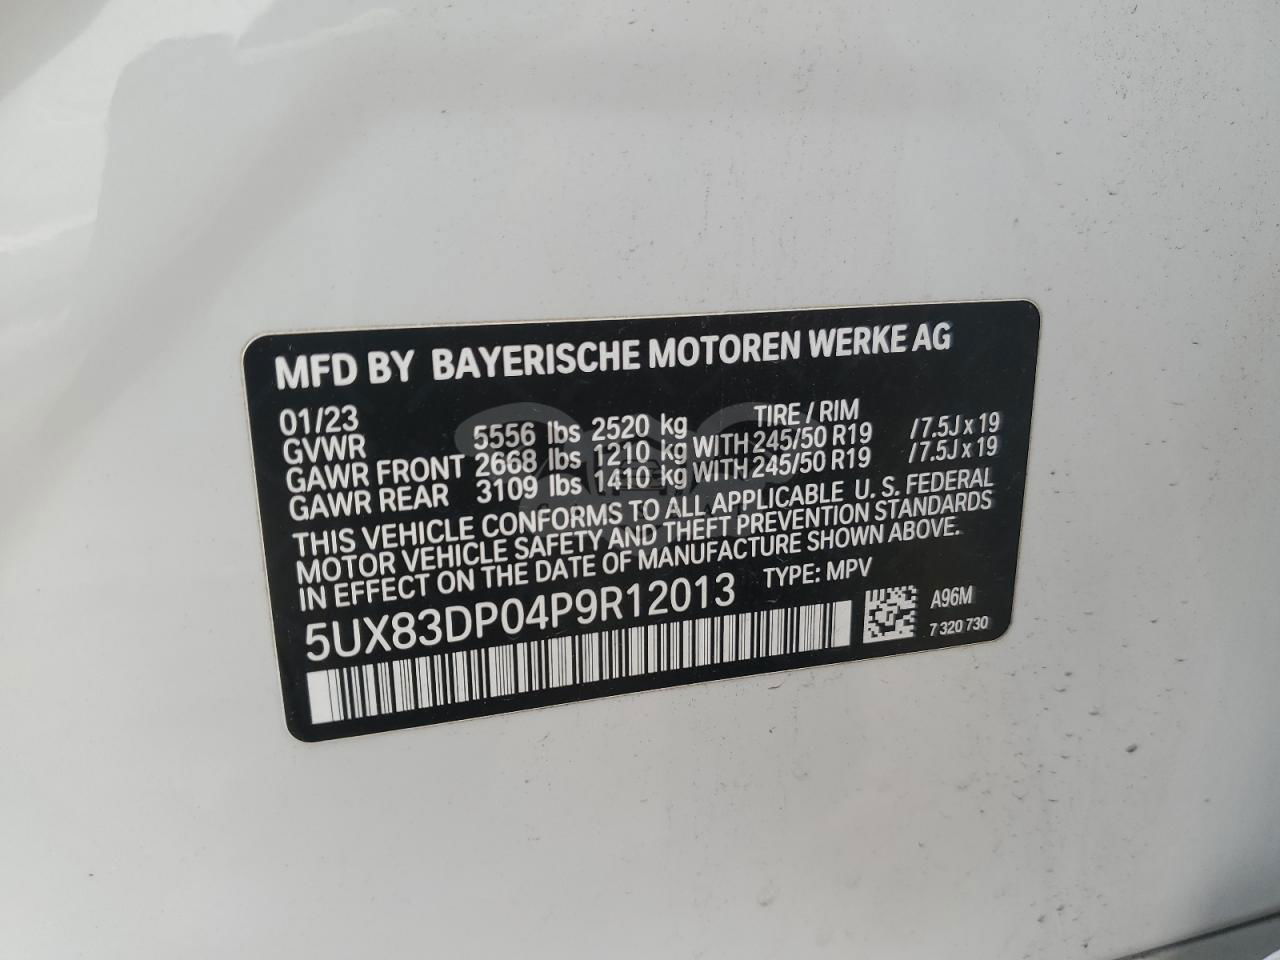 MFD BY BAYERISCHE MOTOREN WERKE AG
01/23 TIRE / RIM
GVWR 5556 lbs 2520 kg
GAWR FRONT 2668 lbs 1210 kg WITH 245/50 R19 /7.5J x 19
GAWR REAR 3109 lbs 1410 kg WITH 245/50 R19 /7.5J x 19
THIS VEHICLE CONFORMS TO ALL APPLICABLE U. S. FEDERAL
MOTOR VEHICLE SAFETY AND THEFT PREVENTION STANDARDS
IN EFFECT ON THE DATE OF MANUFACTURE SHOWN ABOVE.
5UX83DP04P9R12013 TYPE: MPV
A96M
7 320 730